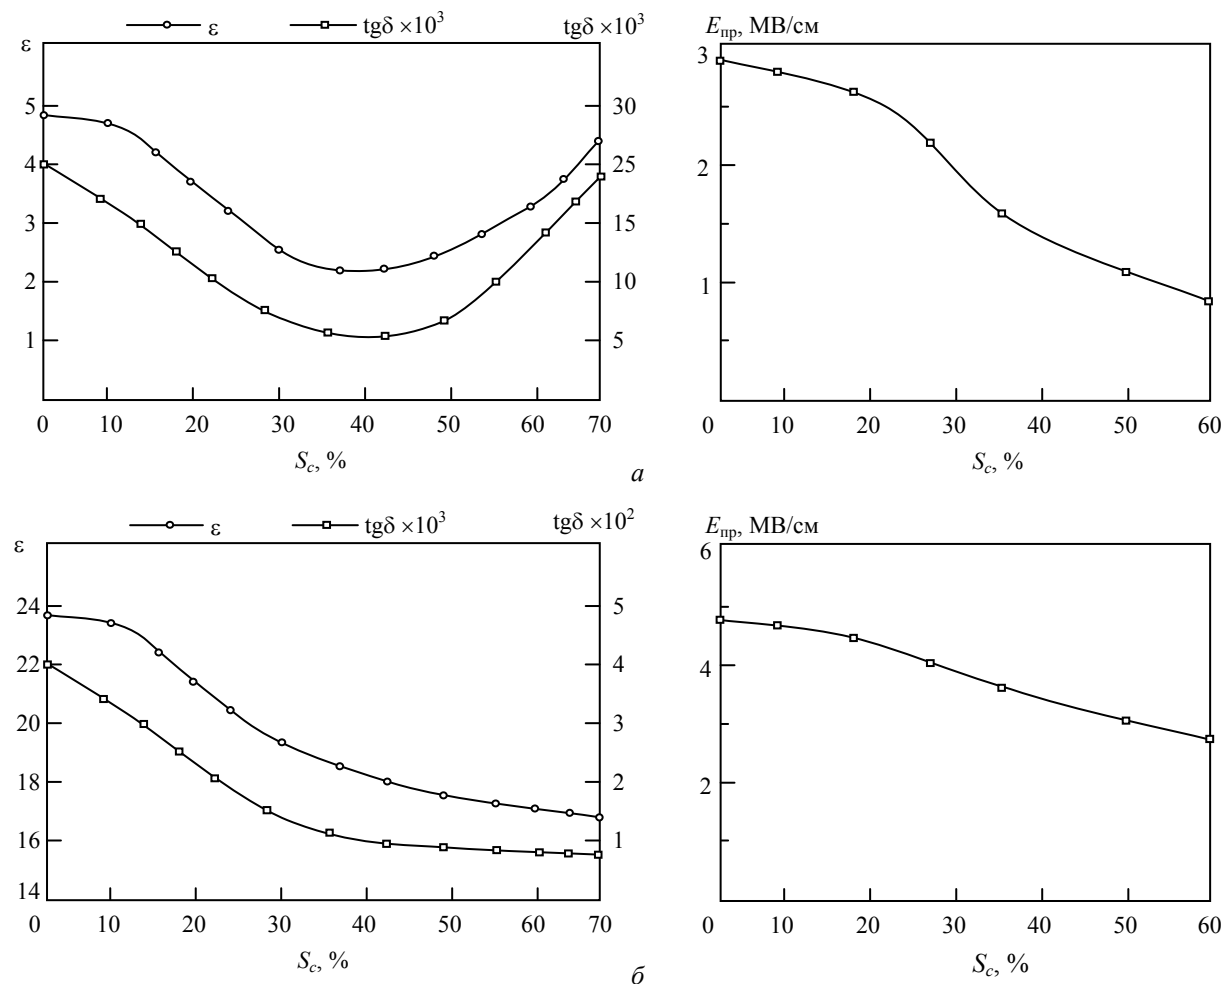 ε tgδ ×10³ tgδ ×10³
ε
5 30
4 25
3 15
2 10
1 5
0 10 20 30 40 50 60 70
S_c, %
E_пр, МВ/см
3
2
1
0 10 20 30 40 50 60
S_c, %
а
ε tgδ ×10³ tgδ ×10²
ε
24 5
22 4
20 3
18 2
16 1
14
0 10 20 30 40 50 60 70
S_c, %
E_пр, МВ/см
6
4
2
0 10 20 30 40 50 60
S_c, %
б